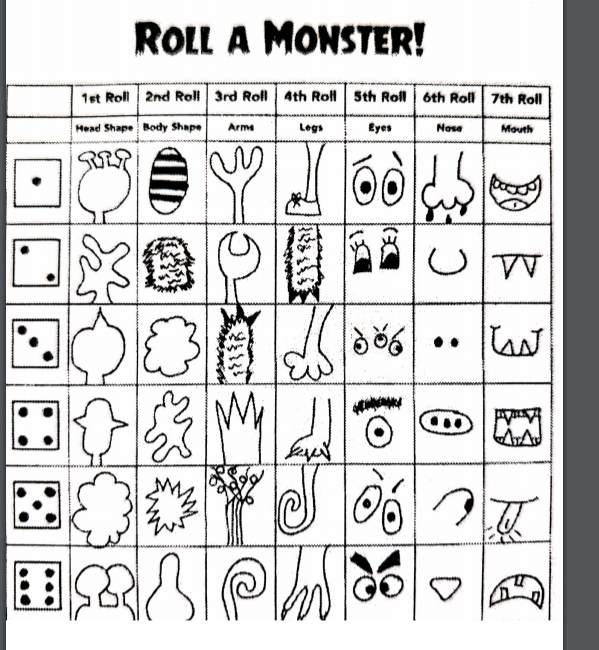 ROLL A MONSTER!
1st Roll 2nd Roll 3rd Roll 4th Roll 5th Roll 6th Roll 7th Roll
Head Shape Body Shape Arms Legs Eyes Nose Mouth